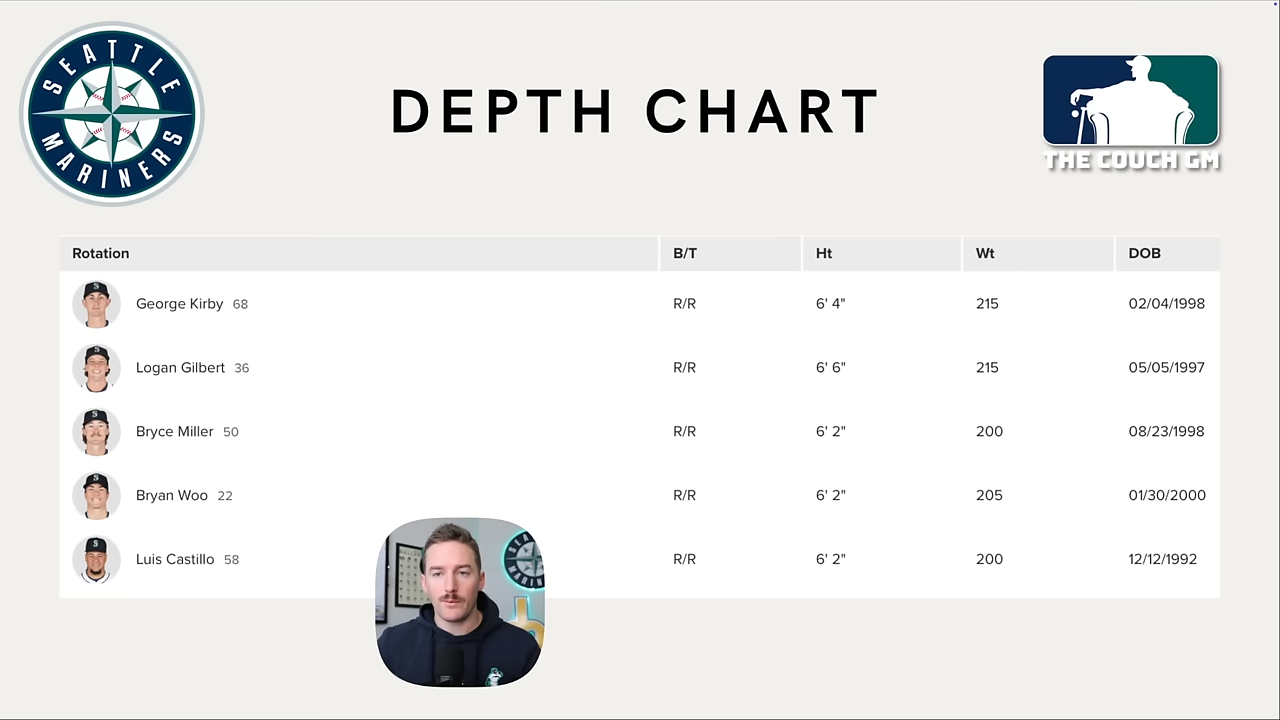 SEATTLE
MARINERS
DEPTH CHART
THE COUCH GM
Rotation B/T Ht Wt DOB
George Kirby 68 R/R 6' 4" 215 02/04/1998
Logan Gilbert 36 R/R 6' 6" 215 05/05/1997
Bryce Miller 50 R/R 6' 2" 200 08/23/1998
Bryan Woo 22 R/R 6' 2" 205 01/30/2000
Luis Castillo 58 R/R 6' 2" 200 12/12/1992